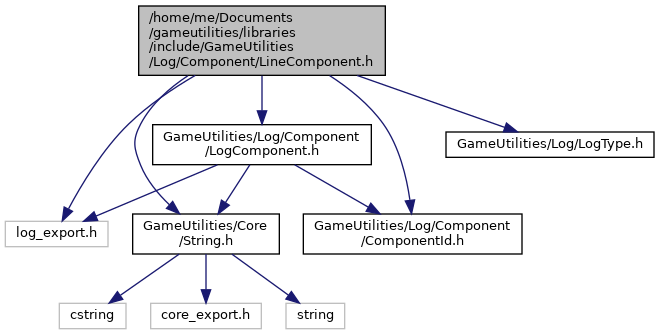 /home/me/Documents
/gameutilities/libraries
/include/GameUtilities
/Log/Component/LineComponent.h
GameUtilities/Log/Component
/LogComponent.h
GameUtilities/Log/LogType.h
log_export.h
GameUtilities/Core
/String.h
GameUtilities/Log/Component
/ComponentId.h
cstring
core_export.h
string